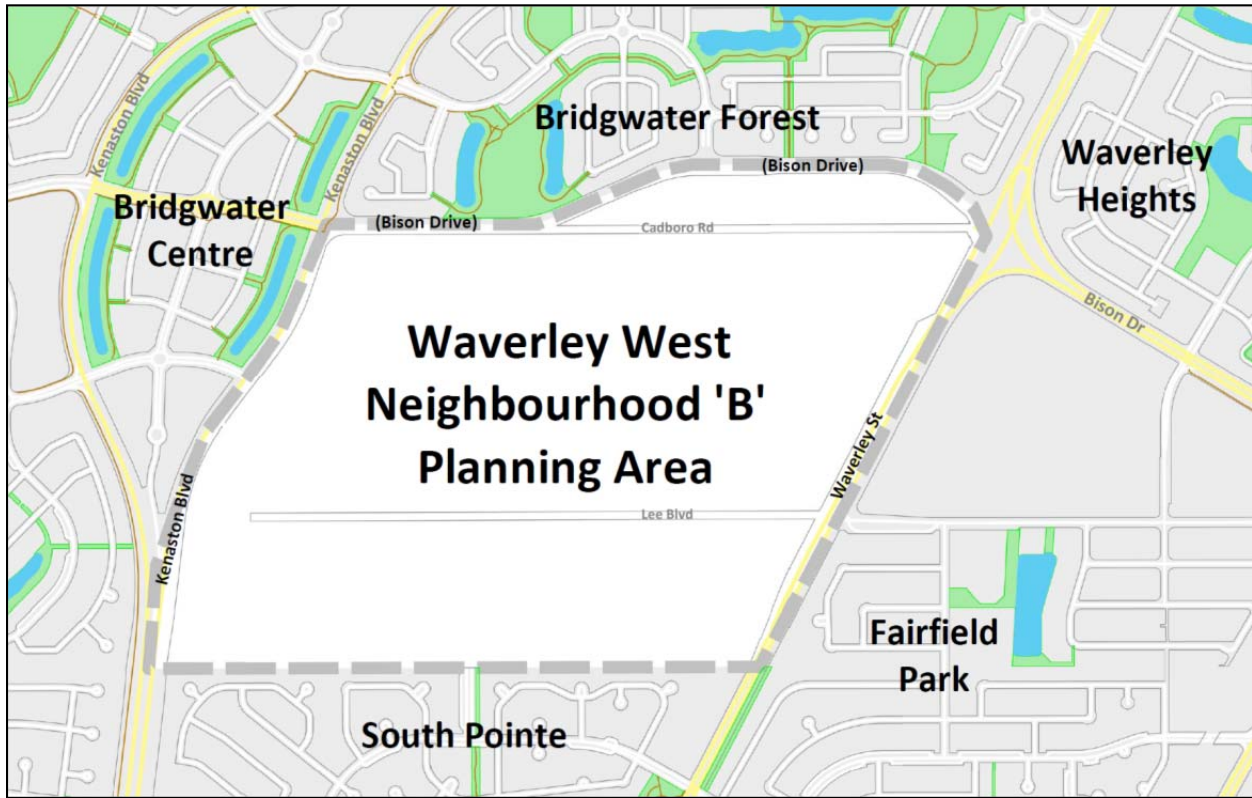 Kenaston Blvd
Kenaston Blvd
Bridgwater Forest
Waverley
Heights
(Bison Drive)
Bridgwater
Centre
(Bison Drive)
Cadboro Rd
Bison Dr
Waverley West
Neighbourhood 'B'
Planning Area
Waverley St
Kenaston Blvd
Lee Blvd
Fairfield
Park
South Pointe